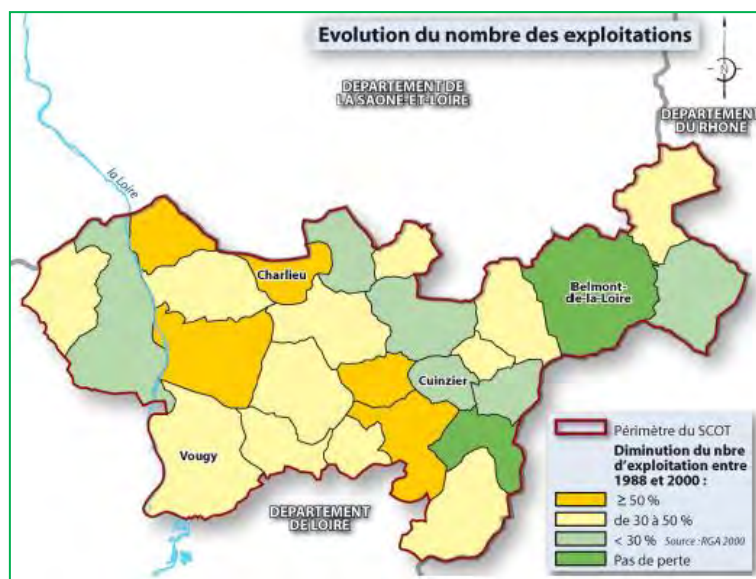 Evolution du nombre des exploitations
DEPARTEMENT DE
LA SAONE-ET-LOIRE
N
DEPARTEMENT
DU RHÔNE
la Loire
Charlieu
Belmont-
de-la-Loire
Cuinzier
Vougy
DEPARTEMENT
DE LOIRE
Périmètre du SCOT
Diminution du nbre
d'exploitation entre
1988 et 2000 :
≥ 50 %
de 30 à 50 %
< 30 % Source : RGA 2000
Pas de perte